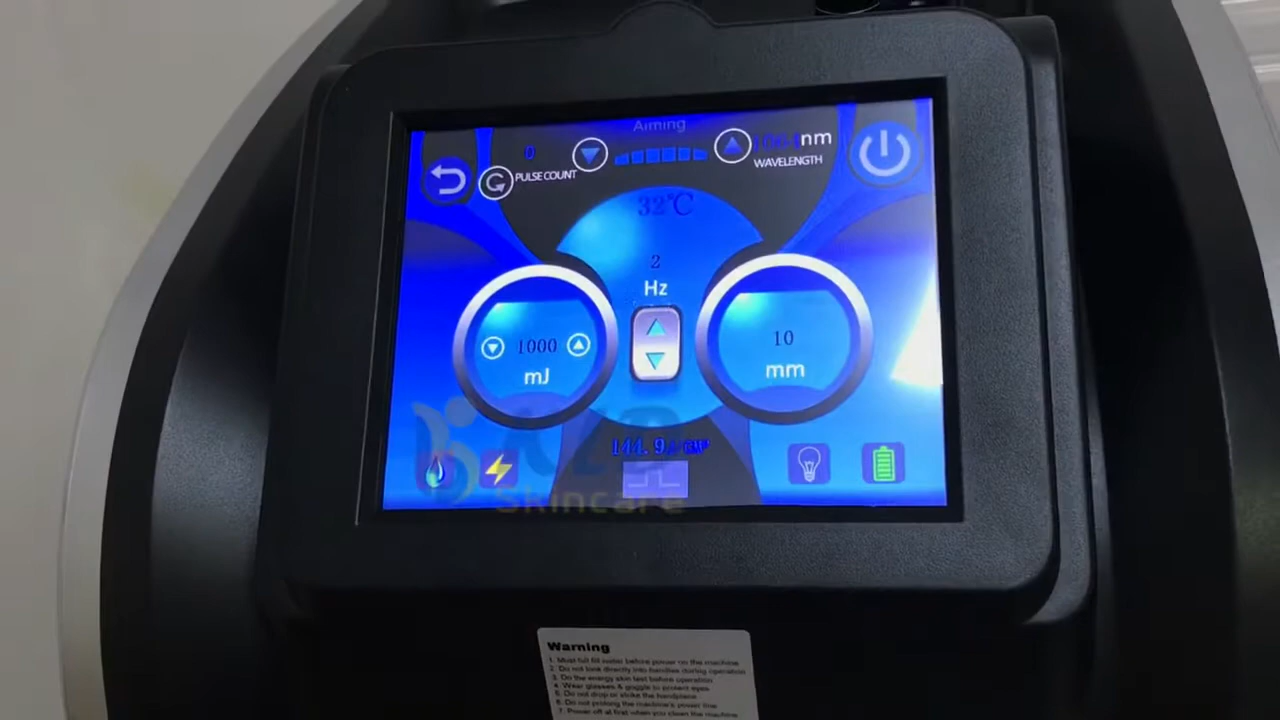 Aiming
0
PULSE COUNT
nm
WAVELENGTH
32℃
2
Hz
1000
mJ
10
mm
144.9
Skincare
Warning
1. Must full fill water before power on the machine
2. Do not look directly into handles during operation
3. Do the energy skin test before operation
4. Wear glasses & goggle to protect eyes
5. Do not drop or strike the handpiece
6. Do not prolong the machine's power line
7. Power off at first when you clean the machine